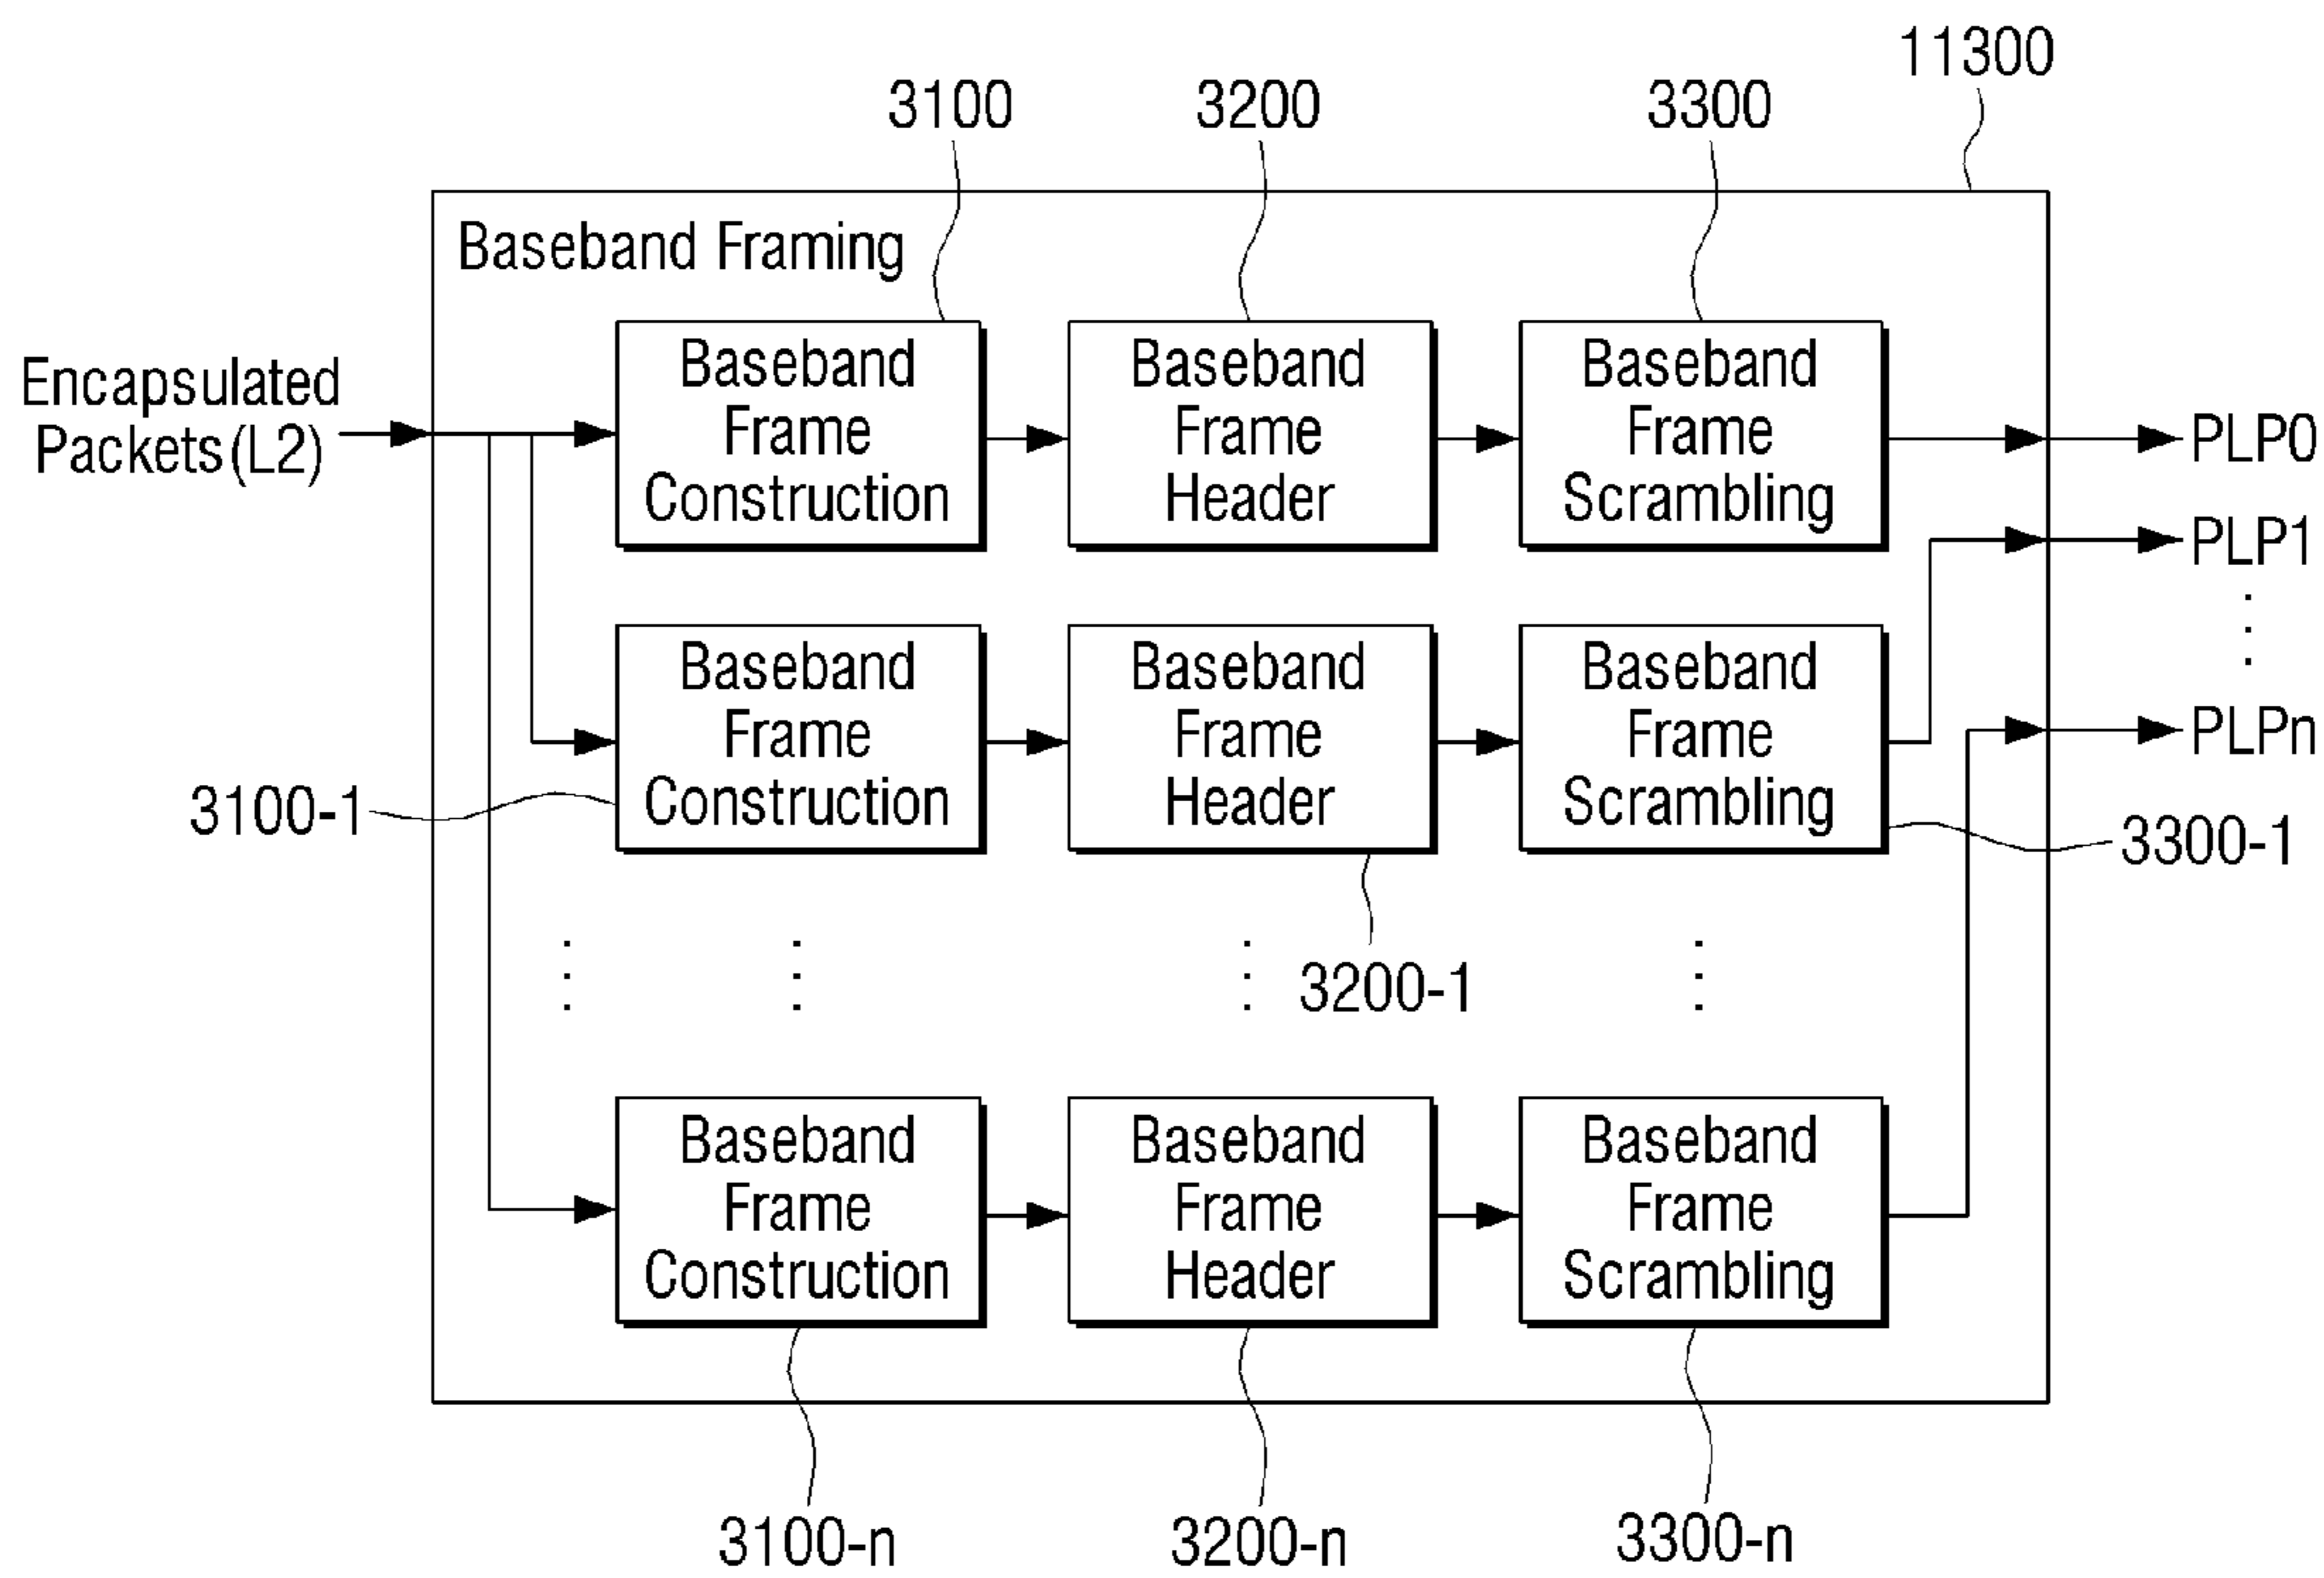 11300
3100
3200
3300
Baseband Framing
Encapsulated
Packets(L2)
Baseband
Frame
Construction
Baseband
Frame
Header
Baseband
Frame
Scrambling
PLP0
PLP1
Baseband
Frame
Construction
Baseband
Frame
Header
Baseband
Frame
Scrambling
PLPn
3100-1
3300-1
3200-1
Baseband
Frame
Construction
Baseband
Frame
Header
Baseband
Frame
Scrambling
3100-n
3200-n
3300-n